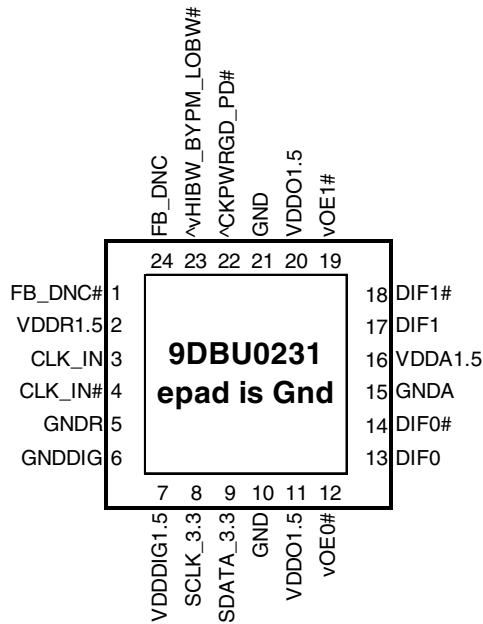 FB_DNC
^vHIBW_BYPM_LOBW#
^CKPWRGD_PD#
GND
VDDO1.5
vOE1#
24 23 22 21 20 19
FB_DNC# 1
VDDR1.5 2
CLK_IN 3
CLK_IN# 4
GNDR 5
GNDDIG 6
9DBU0231
epad is Gnd
18 DIF1#
17 DIF1
16 VDDA1.5
15 GNDA
14 DIF0#
13 DIF0
7 8 9 10 11 12
VDDDIG1.5
SCLK_3.3
SDATA_3.3
GND
VDDO1.5
vOE0#